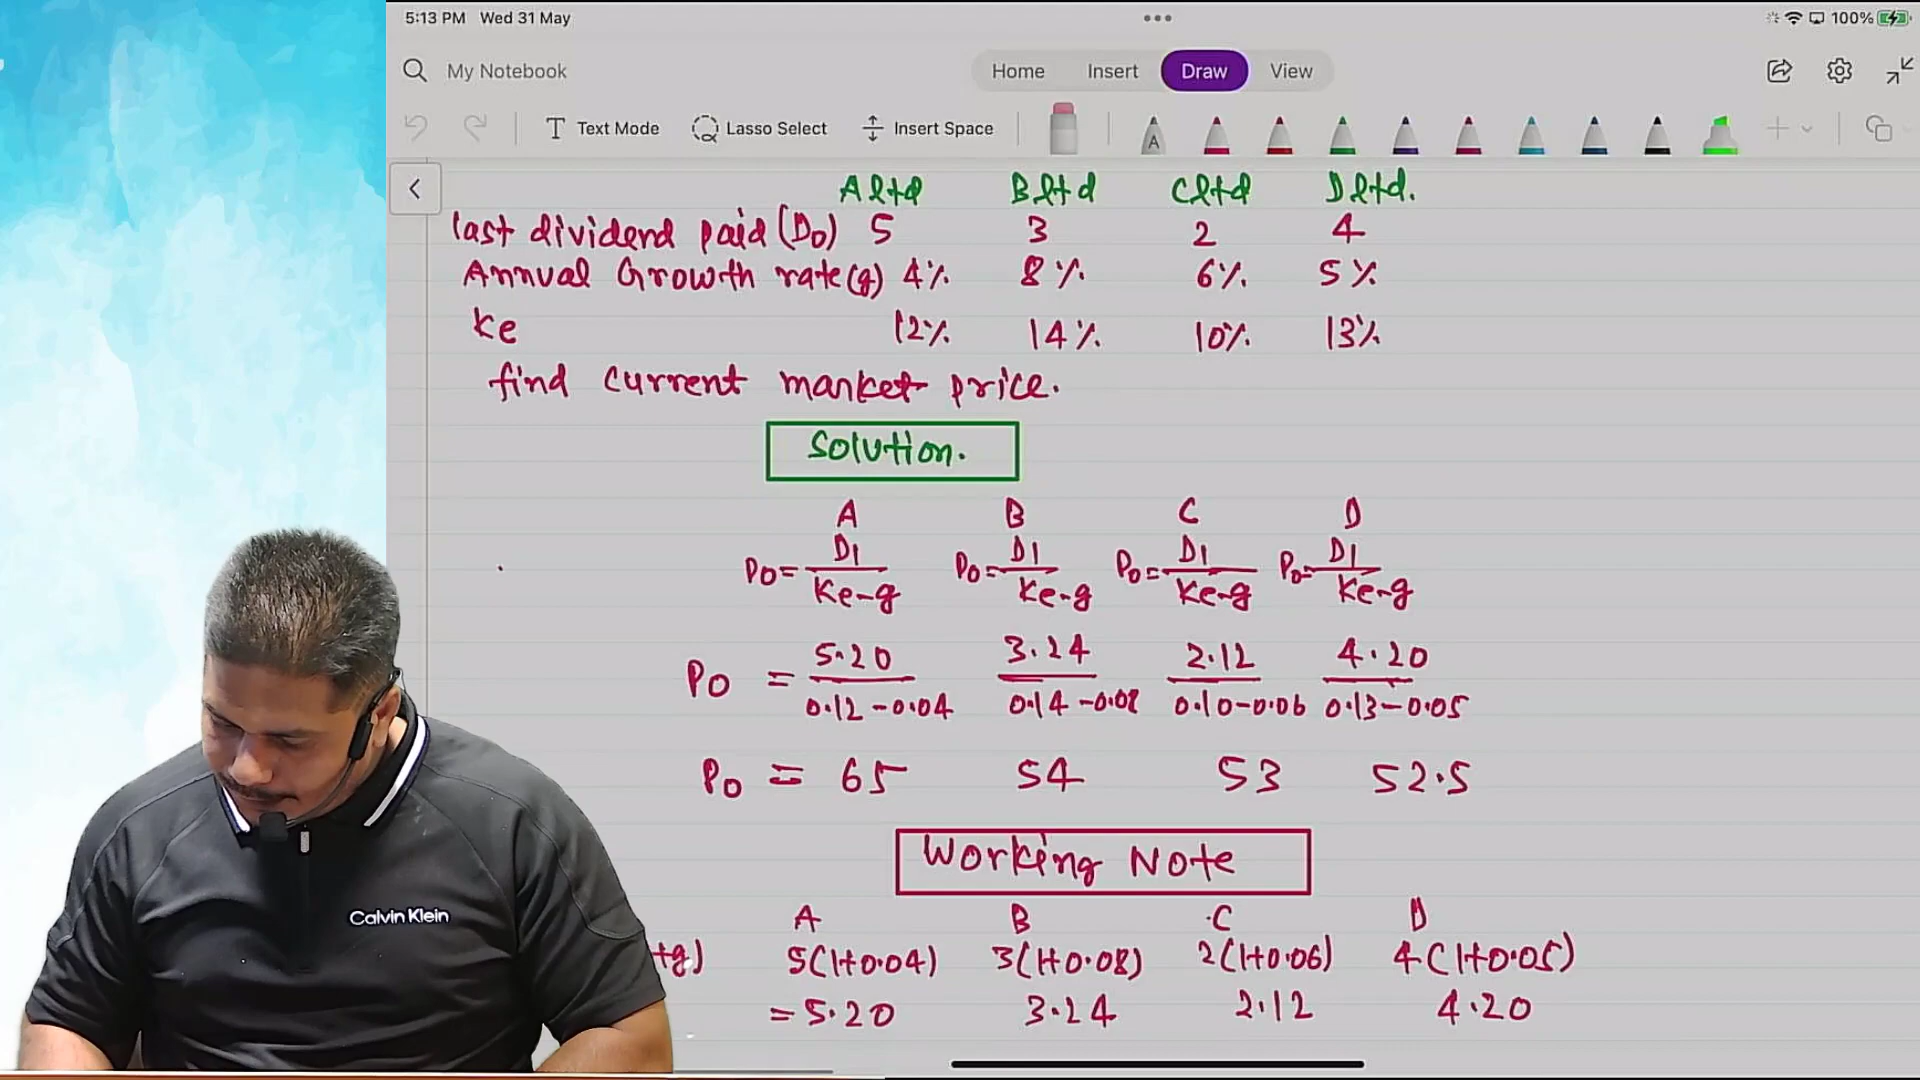 5:13 PM Wed 31 May
100%
My Notebook
Home Insert Draw View
Text Mode Lasso Select Insert Space
A
A ltd B ltd C ltd D ltd.
last dividend paid (D0) 5 3 2 4
Annual Growth rate (g) 4% 8% 6% 5%
Ke 12% 14% 10% 13%
find current market price.
Solution.
A B C D
P0 = D1 / Ke-g P0 = D1 / Ke-g P0 = D1 / Ke-g P0 = D1 / Ke-g
P0 = 5.20 / 0.12 - 0.04 3.24 / 0.14 - 0.08 2.12 / 0.10 - 0.06 4.20 / 0.13 - 0.05
P0 = 65 54 53 52.5
Working Note
A B C D
+g) 5(1+0.04) 3(1+0.08) 2(1+0.06) 4(1+0.05)
= 5.20 3.24 2.12 4.20
Calvin Klein